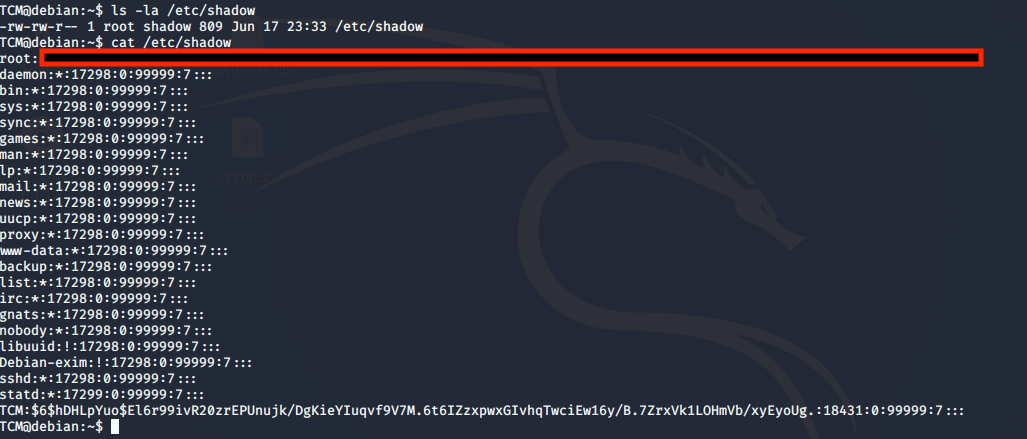 TCM@debian:~$ ls -la /etc/shadow
-rw-rw-r-- 1 root shadow 809 Jun 17 23:33 /etc/shadow
TCM@debian:~$ cat /etc/shadow
root:
daemon:*:17298:0:99999:7:::
bin:*:17298:0:99999:7:::
sys:*:17298:0:99999:7:::
sync:*:17298:0:99999:7:::
games:*:17298:0:99999:7:::
man:*:17298:0:99999:7:::
lp:*:17298:0:99999:7:::
mail:*:17298:0:99999:7:::
news:*:17298:0:99999:7:::
uucp:*:17298:0:99999:7:::
proxy:*:17298:0:99999:7:::
www-data:*:17298:0:99999:7:::
backup:*:17298:0:99999:7:::
list:*:17298:0:99999:7:::
irc:*:17298:0:99999:7:::
gnats:*:17298:0:99999:7:::
nobody:*:17298:0:99999:7:::
libuuid:!:17298:0:99999:7:::
Debian-exim:!:17298:0:99999:7:::
sshd:*:17298:0:99999:7:::
statd:*:17299:0:99999:7:::
TCM:$6$hDHLpYuo$El6r99ivR20zrEPUnujk/DgKieYIuqvf9V7M.6t6IZzxpwxGIvhqTwciEw16y/B.7ZrxVk1LOHmVb/xyEyoUg.:18431:0:99999:7:::
TCM@debian:~$